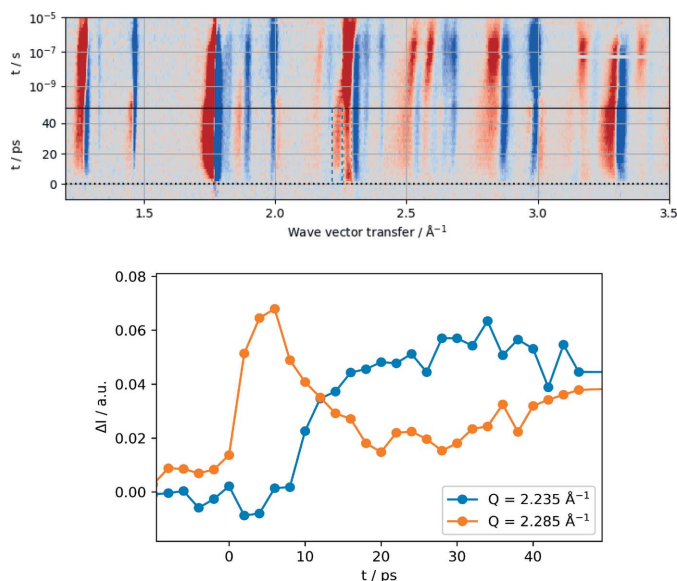 10⁻⁵
10⁻⁷
10⁻⁹
t / s
40
20
0
t / ps
1.5 2.0 2.5 3.0 3.5
Wave vector transfer / Å⁻¹
0.08
0.06
0.04
0.02
0.00
ΔI / a.u.
Q = 2.235 Å⁻¹
Q = 2.285 Å⁻¹
0 10 20 30 40
t / ps